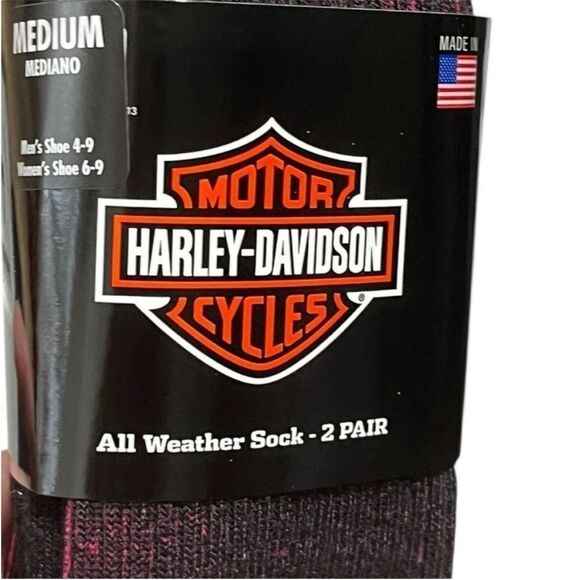 MEDIUM
MEDIANO
Men's Shoe 4-9
Women's Shoe 6-9
MADE IN
13
MOTOR
HARLEY-DAVIDSON
CYCLES®
All Weather Sock - 2 PAIR